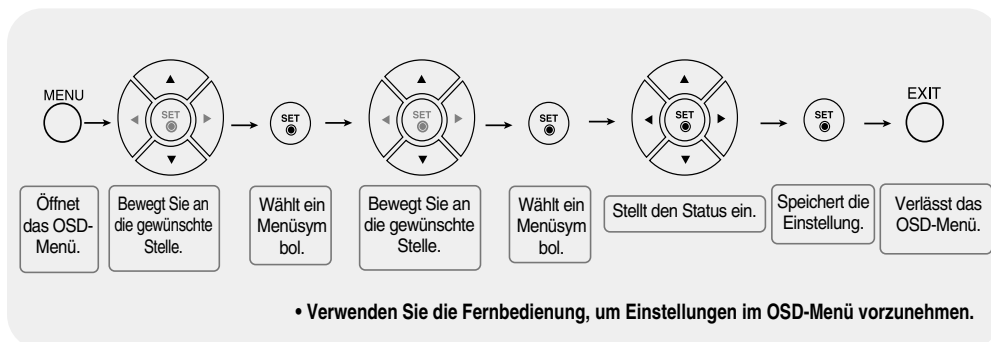 MENU
SET
SET
SET
SET
SET
SET
EXIT
Öffnet
das OSD-
Menü.
Bewegt Sie an
die gewünschte
Stelle.
Wählt ein
Menüsym
bol.
Bewegt Sie an
die gewünschte
Stelle.
Wählt ein
Menüsym
bol.
Stellt den Status ein.
Speichert die
Einstellung.
Verlässt das
OSD-Menü.
• Verwenden Sie die Fernbedienung, um Einstellungen im OSD-Menü vorzunehmen.